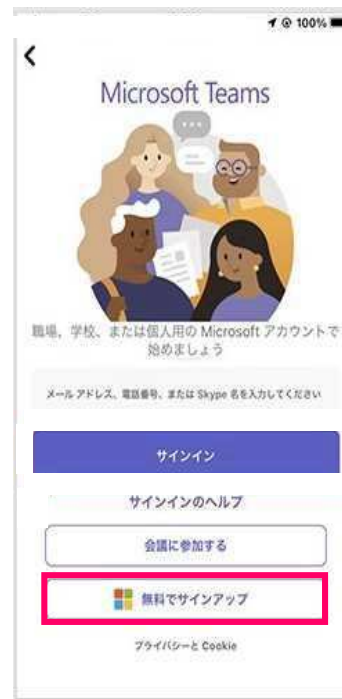 100%
Microsoft Teams
職場、学校、または個人用の Microsoft アカウントで
始めましょう
メール アドレス、電話番号、または Skype 名を入力してください
サインイン
サインインのヘルプ
会議に参加する
無料でサインアップ
プライバシーと Cookie